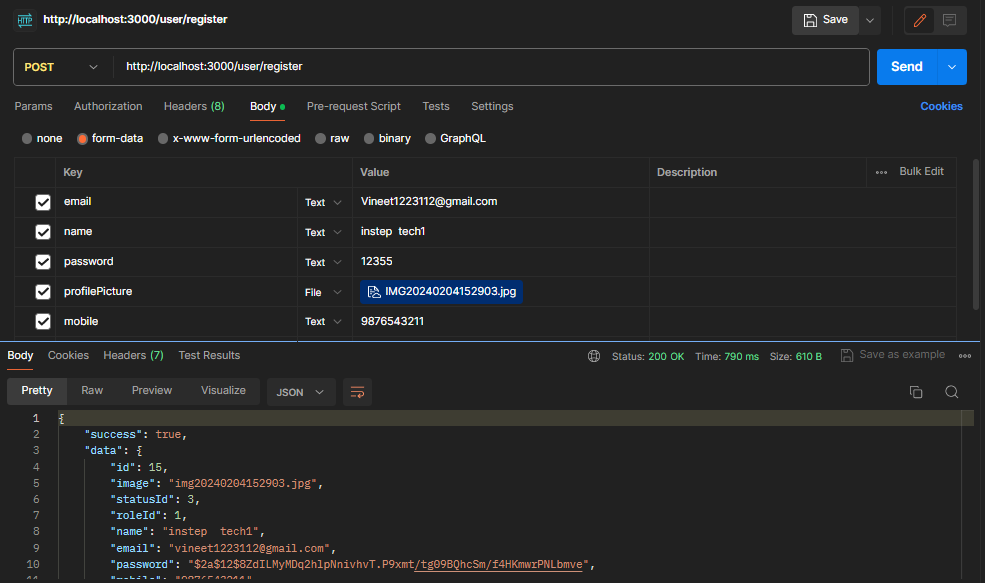 HTTP http://localhost:3000/user/register Save
POST http://localhost:3000/user/register Send
Params Authorization Headers (8) Body Pre-request Script Tests Settings Cookies
none form-data x-www-form-urlencoded raw binary GraphQL
Key Value Description Bulk Edit
email Text Vineet1223112@gmail.com
name Text instep  tech1
password Text 12355
profilePicture File IMG20240204152903.jpg
mobile Text 9876543211
Body Cookies Headers (7) Test Results Status: 200 OK Time: 790 ms Size: 610 B Save as example
Pretty Raw Preview Visualize JSON
1 {
2 "success": true,
3 "data": {
4 "id": 15,
5 "image": "img20240204152903.jpg",
6 "statusId": 3,
7 "roleId": 1,
8 "name": "instep  tech1",
9 "email": "vineet1223112@gmail.com",
10 "password": "$2a$12$8ZdILMyMDq2hlpNnivhvT.P9xmt/tg09BQhcSm/f4HKmwrPNLbmve",
11 "mobile": "9876543211"